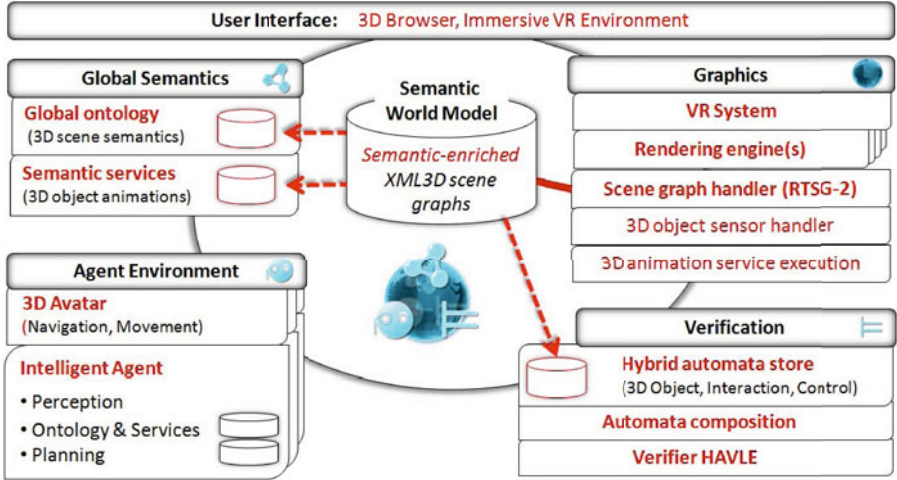 User Interface: 3D Browser, Immersive VR Environment
Global Semantics
Global ontology
(3D scene semantics)
Semantic services
(3D object animations)
Semantic
World Model
Semantic-enriched
XML3D scene
graphs
Graphics
VR System
Rendering engine(s)
Scene graph handler (RTSG-2)
3D object sensor handler
3D animation service execution
Agent Environment
3D Avatar
(Navigation, Movement)
Intelligent Agent
• Perception
• Ontology & Services
• Planning
Verification
Hybrid automata store
(3D Object, Interaction, Control)
Automata composition
Verifier HAVLE